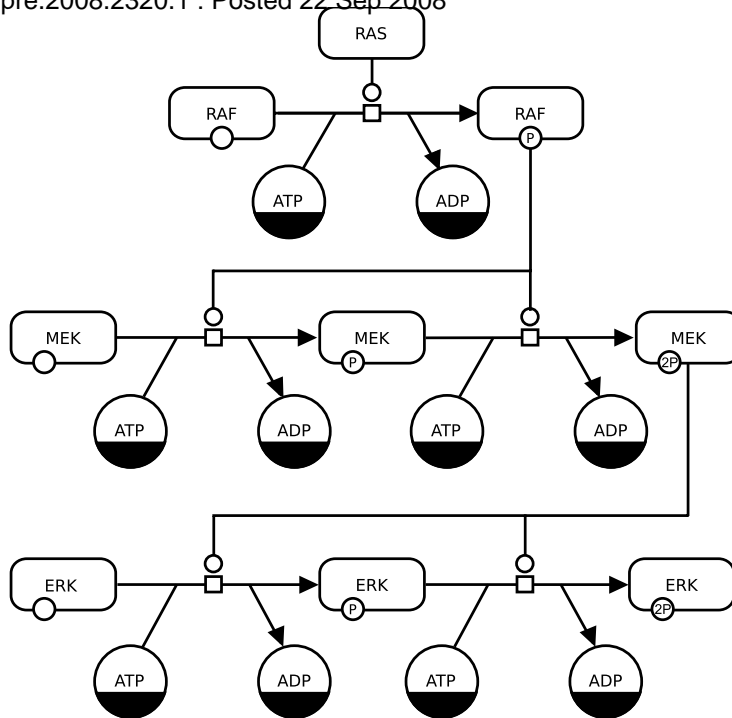 pre.2008.2320.1 : Posted 22 Sep 2008
RAS
RAF RAF
P
ATP ADP
MEK MEK MEK
P 2P
ATP ADP ATP ADP
ERK ERK ERK
P 2P
ATP ADP ATP ADP